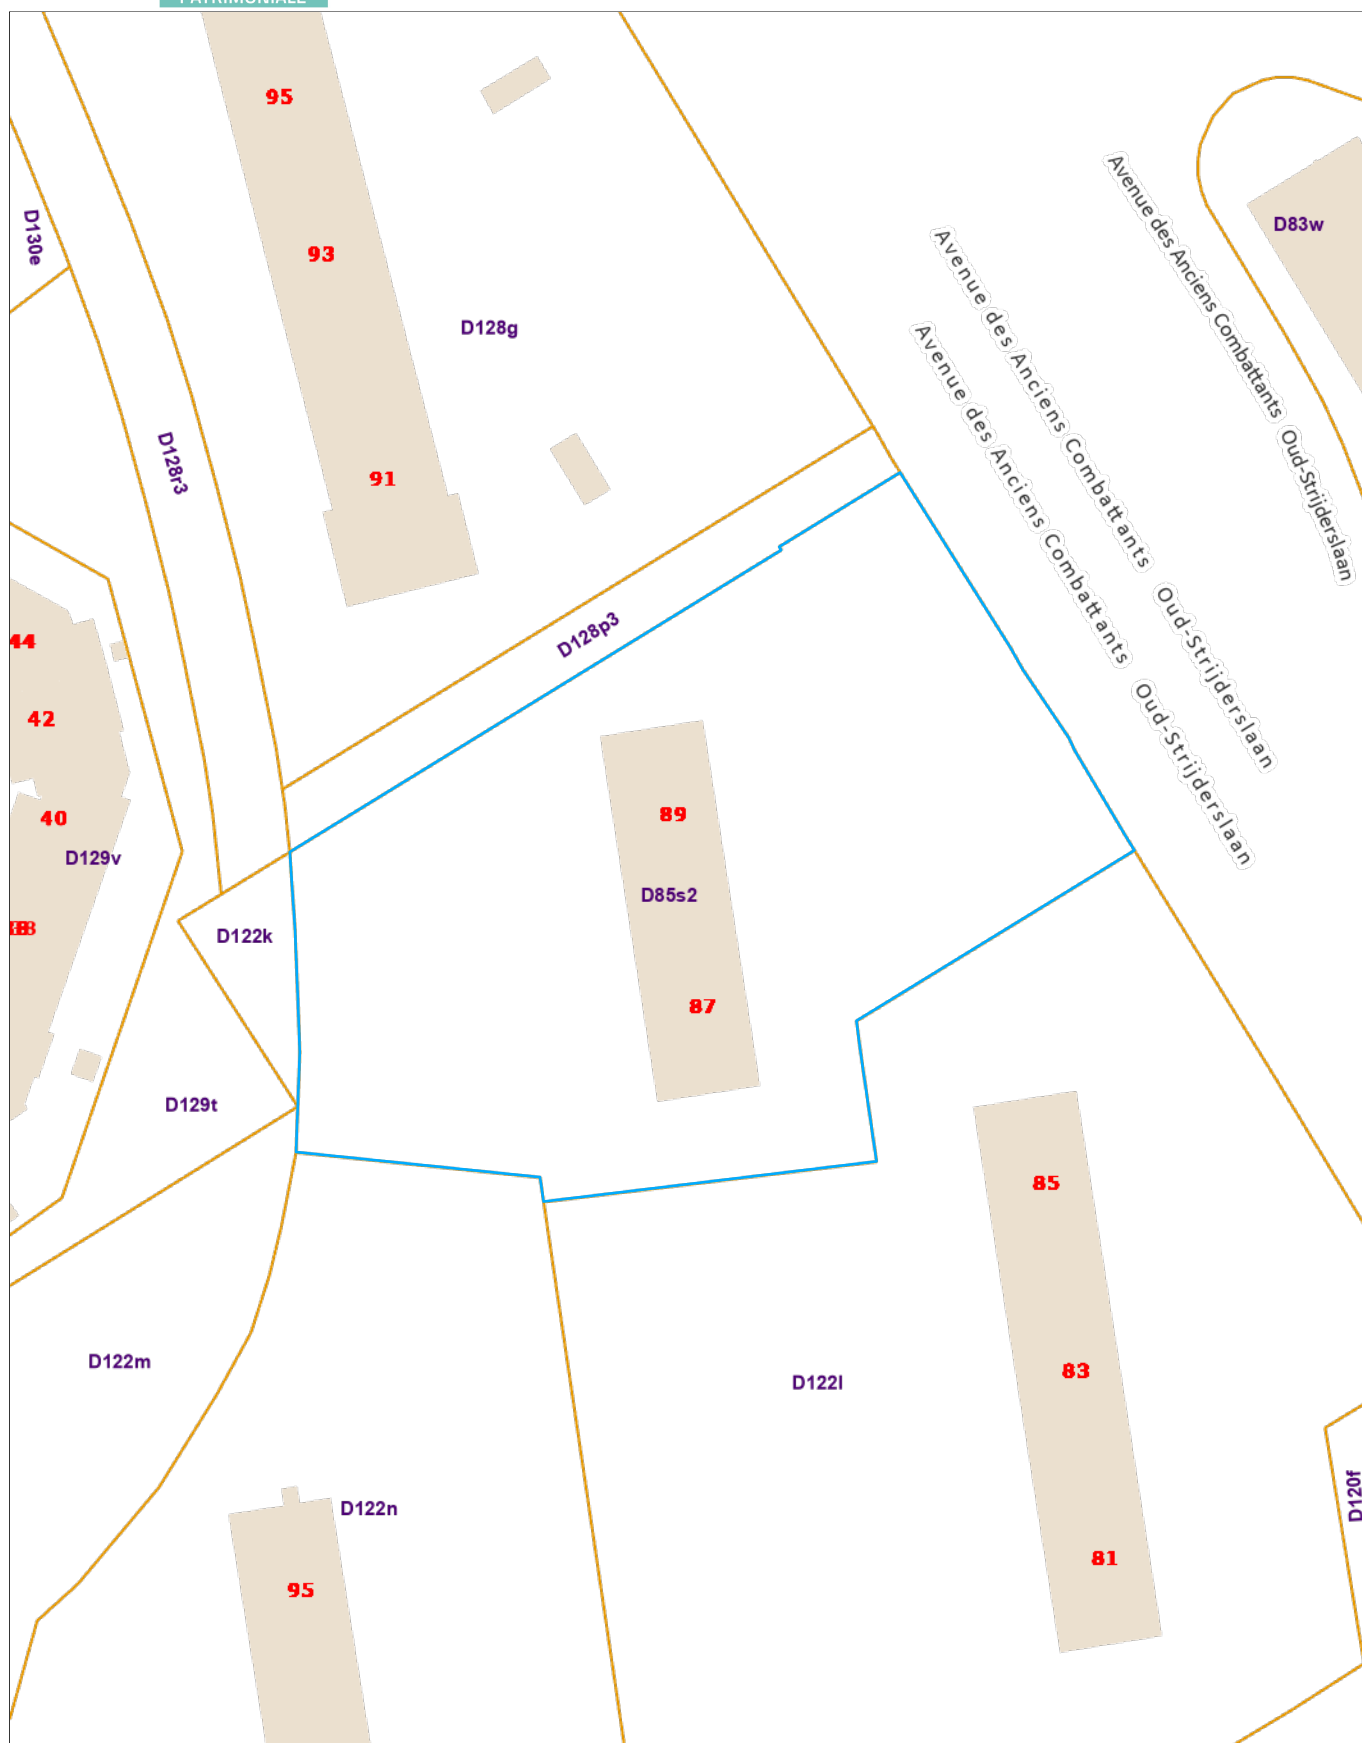 PATRIMONIALE
95
Avenue des Anciens Combattants Oud-Strijderslaan
D130e
D83w
Avenue des Anciens Combattants Oud-Strijderslaan
93
D128g
Avenue des Anciens Combattants Oud-Strijderslaan
D128r3
91
D128p3
44
42
40
89
D129v
D85s2
D122k
87
D129t
85
D122m
83
D122l
D120f
D122n
81
95